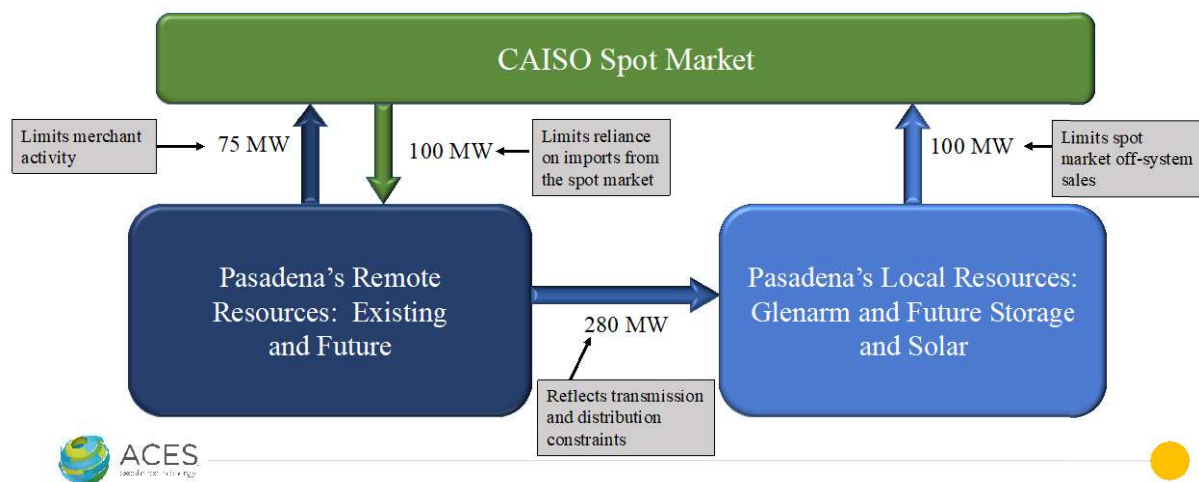 CAISO Spot Market
Limits merchant
activity
75 MW
100 MW
Limits reliance
on imports from
the spot market
100 MW
Limits spot
market off-system
sales
Pasadena’s Remote
Resources: Existing
and Future
280 MW
Pasadena’s Local Resources:
Glenarm and Future Storage
and Solar
Reflects transmission
and distribution
constraints
ACES